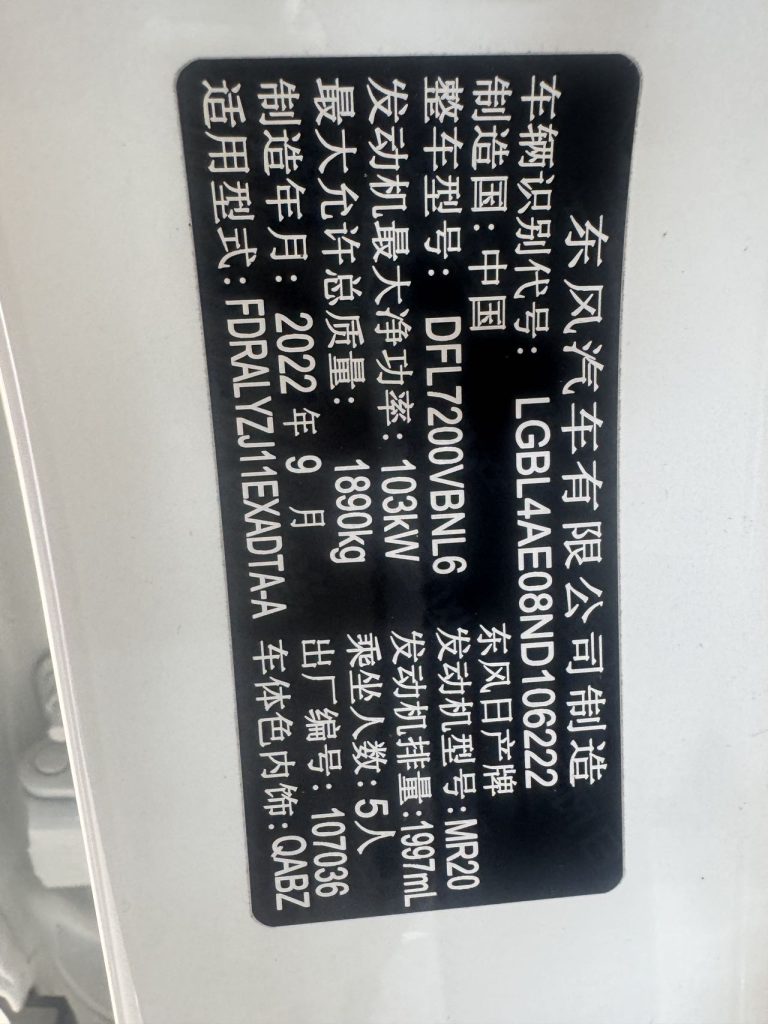 东风汽车有限公司制造
车辆识别代号: LGBL4AE08ND106222
制造国: 中国 东风日产牌
整车型号: DFL7200VBNL6 发动机型号: MR20
发动机最大净功率: 103kW 发动机排量: 1997mL
最大允许总质量: 1890kg 乘坐人数: 5人
制造年月: 2022年9月 出厂编号: 107036
适用型式: FDRALYZJ11EXADTA-A 车体色内饰: QABZ